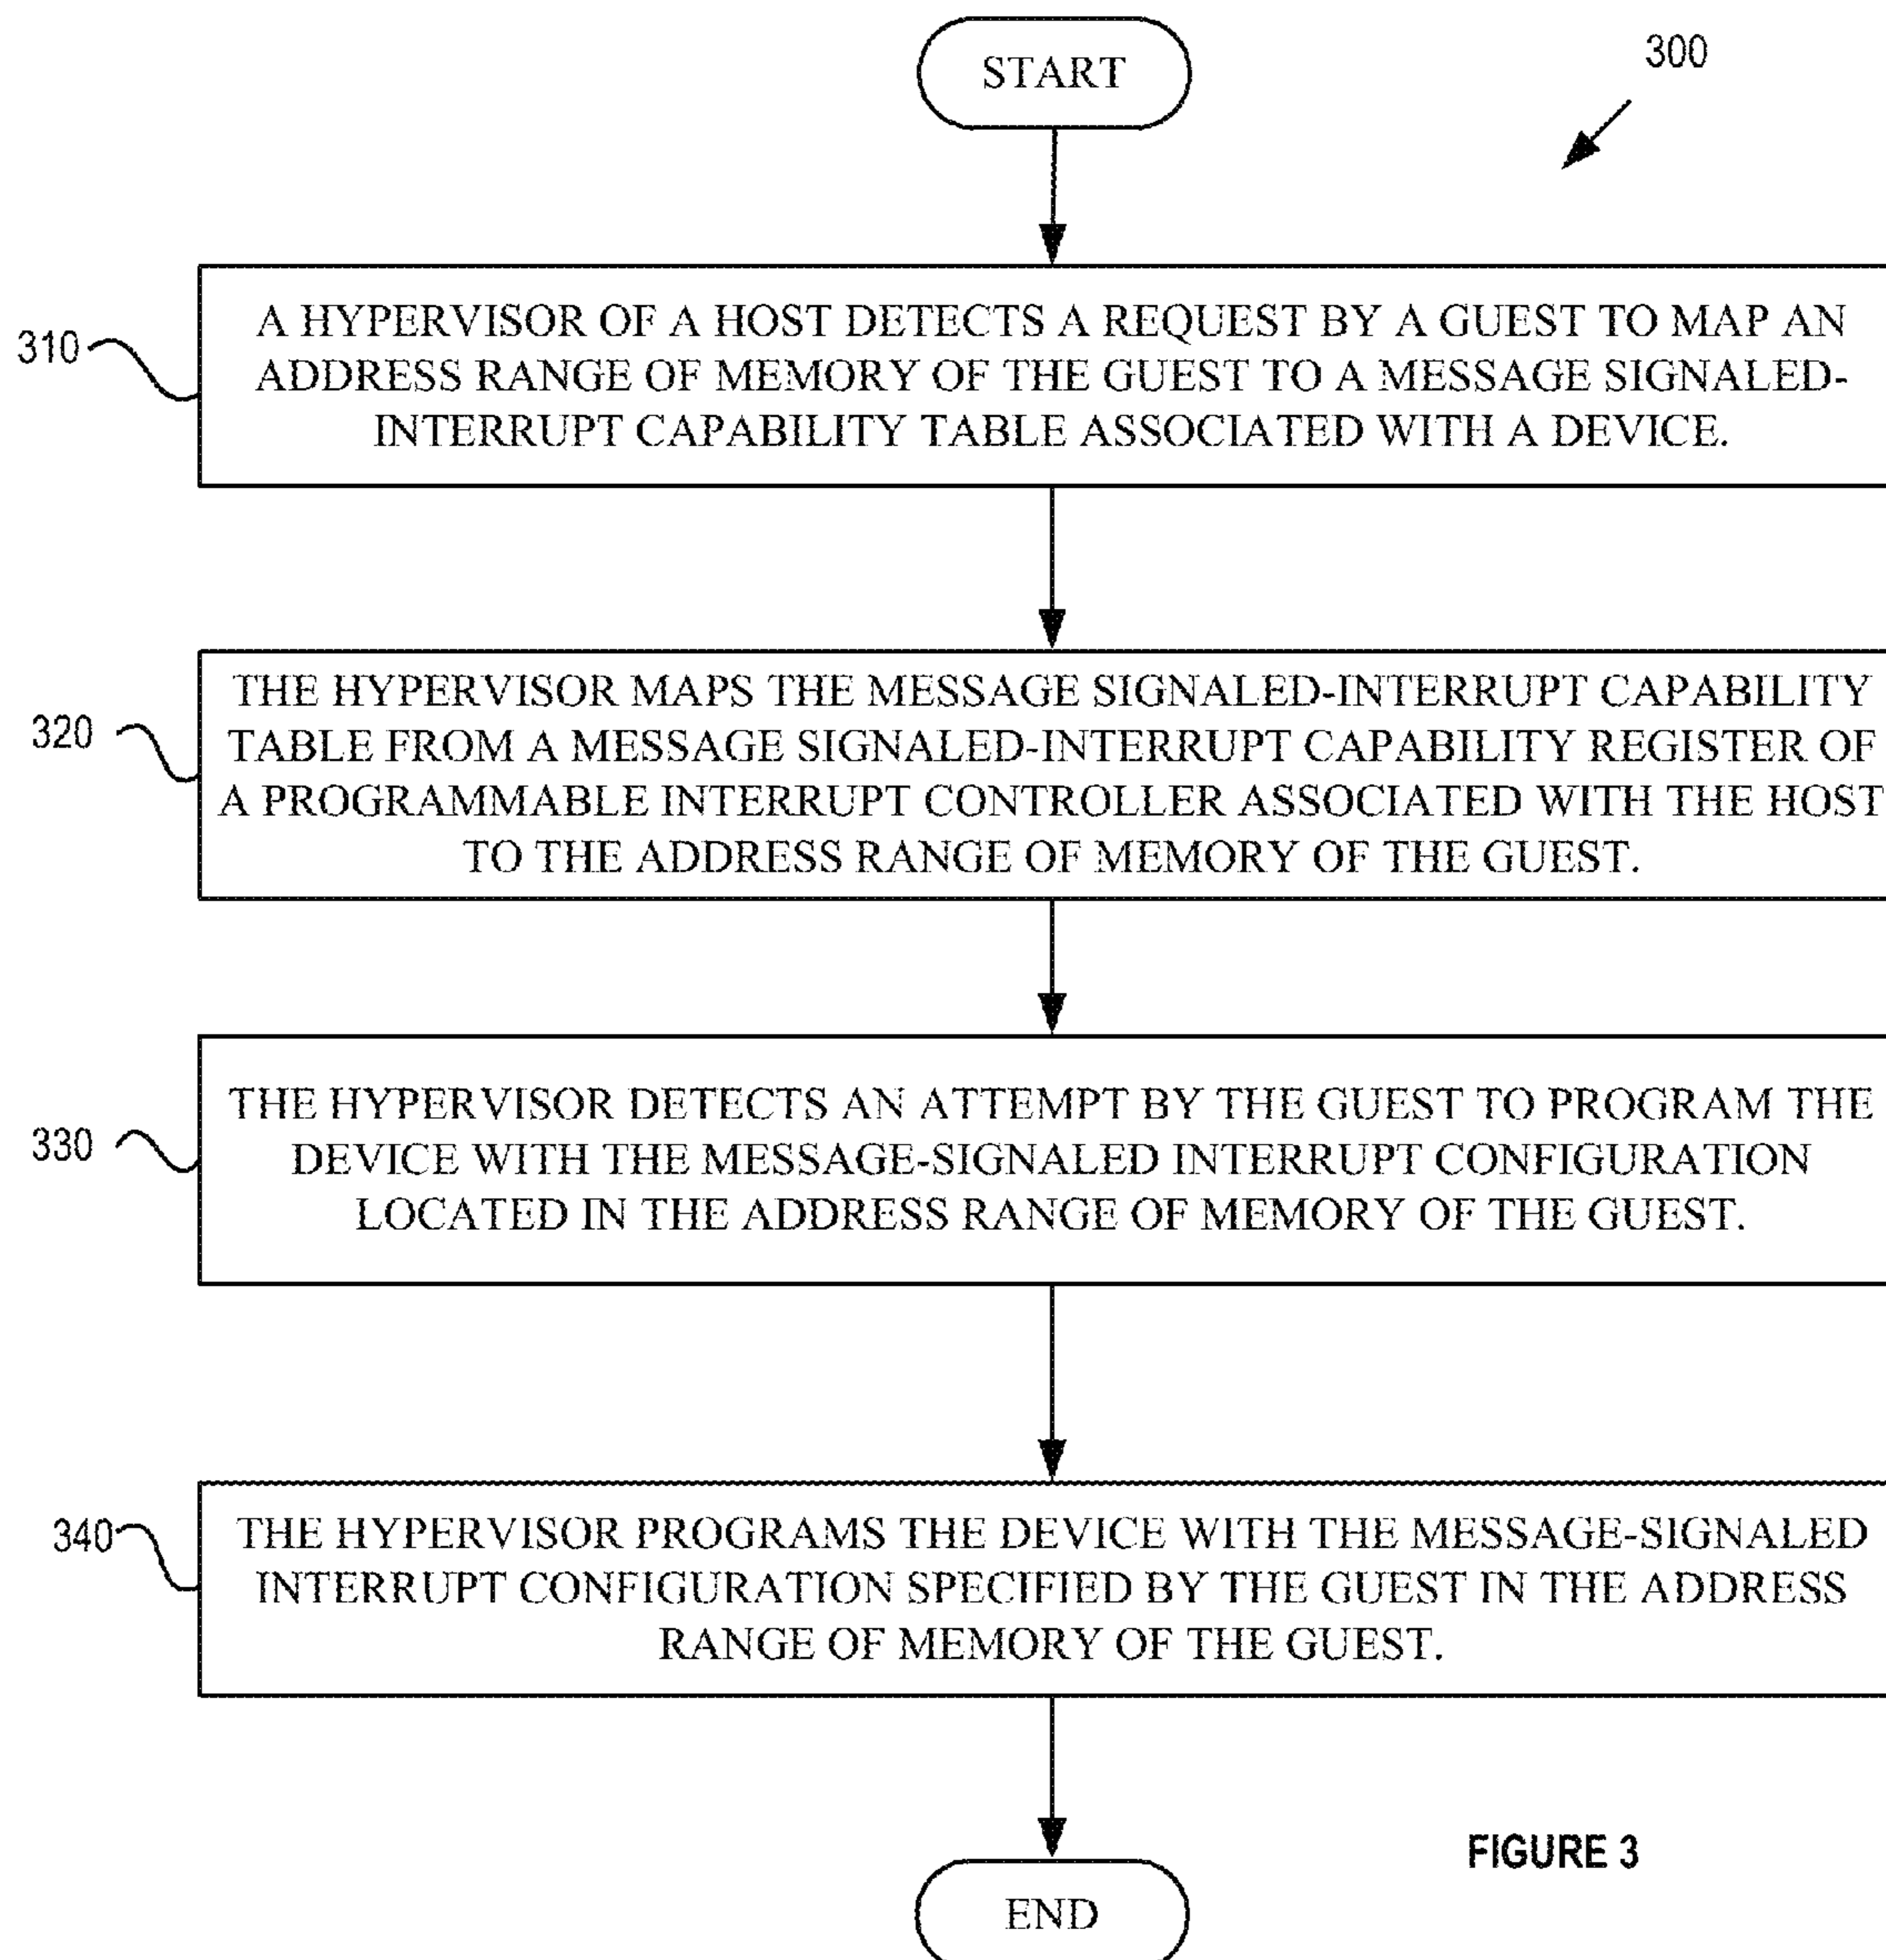 START
300
310
A HYPERVISOR OF A HOST DETECTS A REQUEST BY A GUEST TO MAP AN
ADDRESS RANGE OF MEMORY OF THE GUEST TO A MESSAGE SIGNALED-
INTERRUPT CAPABILITY TABLE ASSOCIATED WITH A DEVICE.
320
THE HYPERVISOR MAPS THE MESSAGE SIGNALED-INTERRUPT CAPABILITY
TABLE FROM A MESSAGE SIGNALED-INTERRUPT CAPABILITY REGISTER OF
A PROGRAMMABLE INTERRUPT CONTROLLER ASSOCIATED WITH THE HOST
TO THE ADDRESS RANGE OF MEMORY OF THE GUEST.
330
THE HYPERVISOR DETECTS AN ATTEMPT BY THE GUEST TO PROGRAM THE
DEVICE WITH THE MESSAGE-SIGNALED INTERRUPT CONFIGURATION
LOCATED IN THE ADDRESS RANGE OF MEMORY OF THE GUEST.
340
THE HYPERVISOR PROGRAMS THE DEVICE WITH THE MESSAGE-SIGNALED
INTERRUPT CONFIGURATION SPECIFIED BY THE GUEST IN THE ADDRESS
RANGE OF MEMORY OF THE GUEST.
FIGURE 3
END